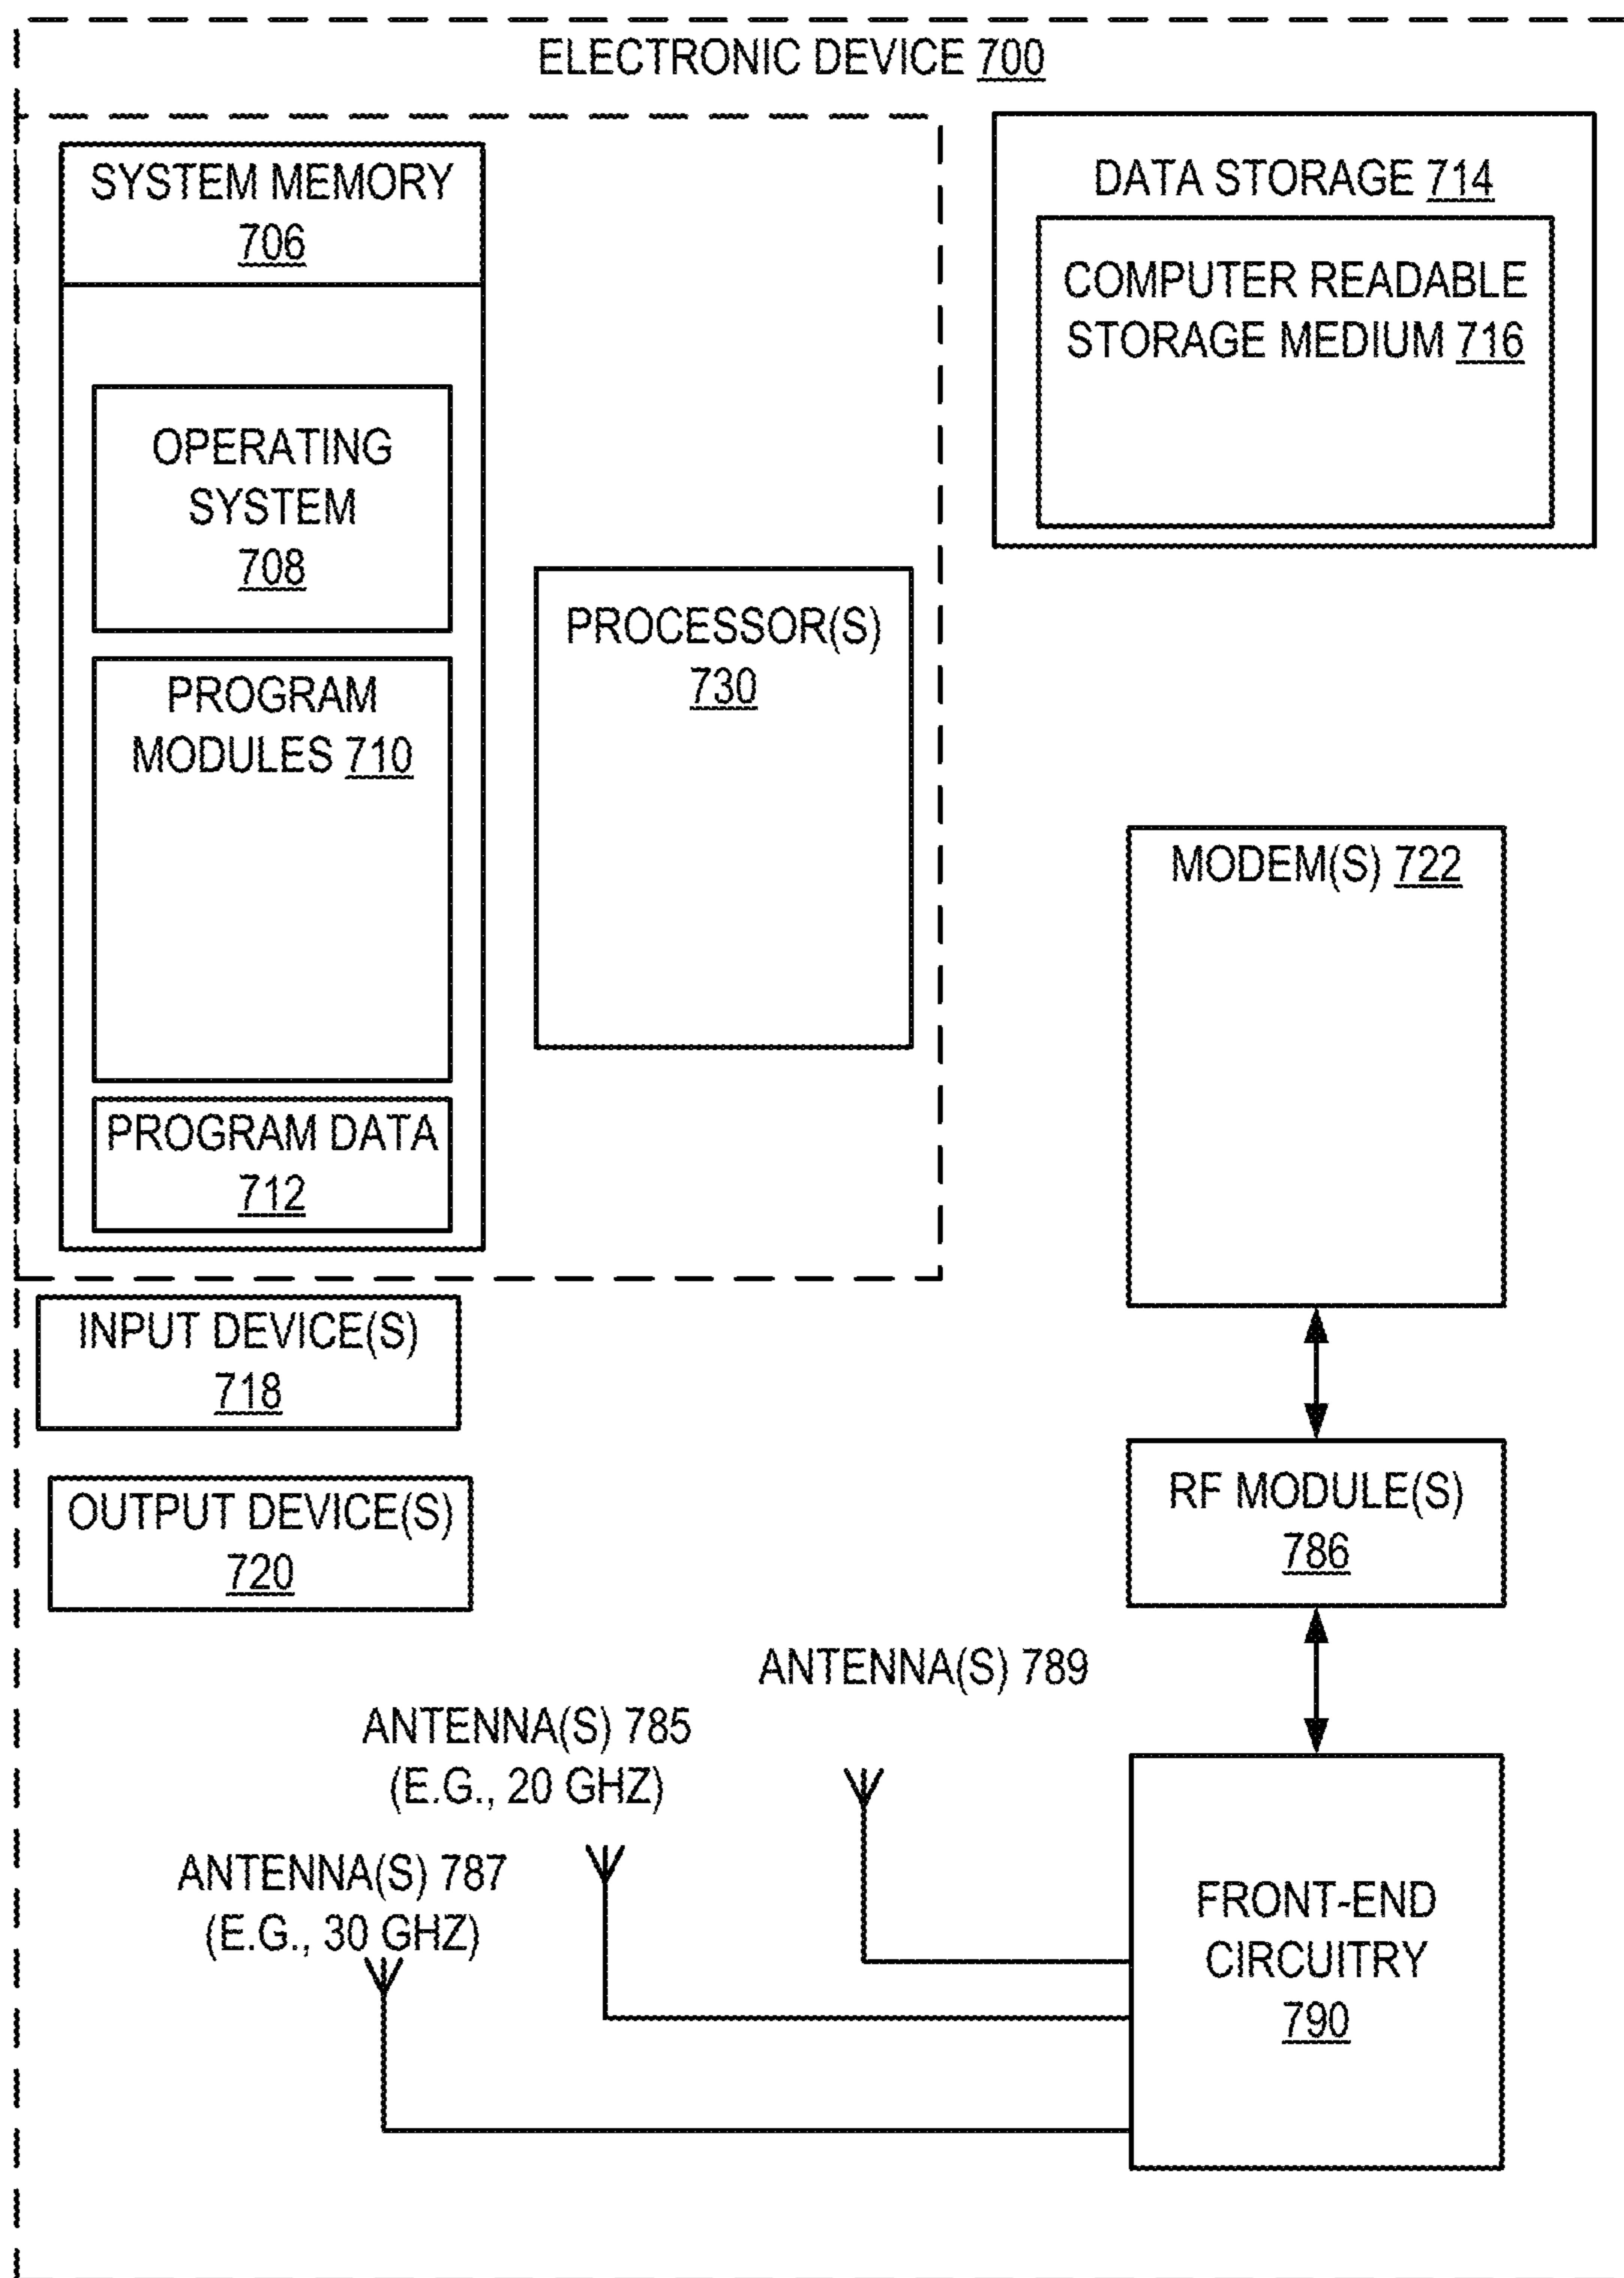 ELECTRONIC DEVICE 700
SYSTEM MEMORY
706
OPERATING
SYSTEM
708
PROGRAM
MODULES 710
PROGRAM DATA
712
PROCESSOR(S)
730
DATA STORAGE 714
COMPUTER READABLE
STORAGE MEDIUM 716
MODEM(S) 722
INPUT DEVICE(S)
718
OUTPUT DEVICE(S)
720
RF MODULE(S)
786
ANTENNA(S) 789
ANTENNA(S) 785
(E.G., 20 GHZ)
ANTENNA(S) 787
(E.G., 30 GHZ)
FRONT-END
CIRCUITRY
790